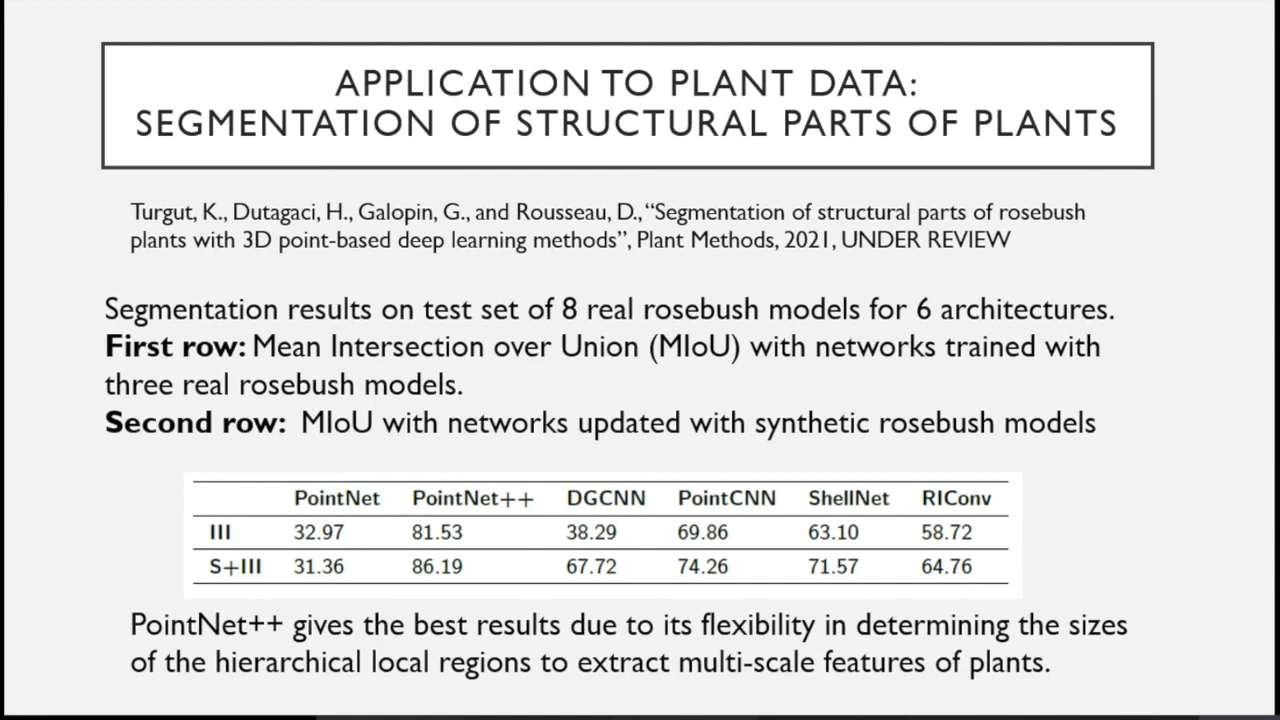 APPLICATION TO PLANT DATA:
SEGMENTATION OF STRUCTURAL PARTS OF PLANTS
Turgut, K., Dutagaci, H., Galopin, G., and Rousseau, D., “Segmentation of structural parts of rosebush
plants with 3D point-based deep learning methods”, Plant Methods, 2021, UNDER REVIEW
Segmentation results on test set of 8 real rosebush models for 6 architectures.
First row: Mean Intersection over Union (MIoU) with networks trained with
three real rosebush models.
Second row: MIoU with networks updated with synthetic rosebush models
PointNet PointNet++ DGCNN PointCNN ShellNet RIConv
III 32.97 81.53 38.29 69.86 63.10 58.72
S+III 31.36 86.19 67.72 74.26 71.57 64.76
PointNet++ gives the best results due to its flexibility in determining the sizes
of the hierarchical local regions to extract multi-scale features of plants.